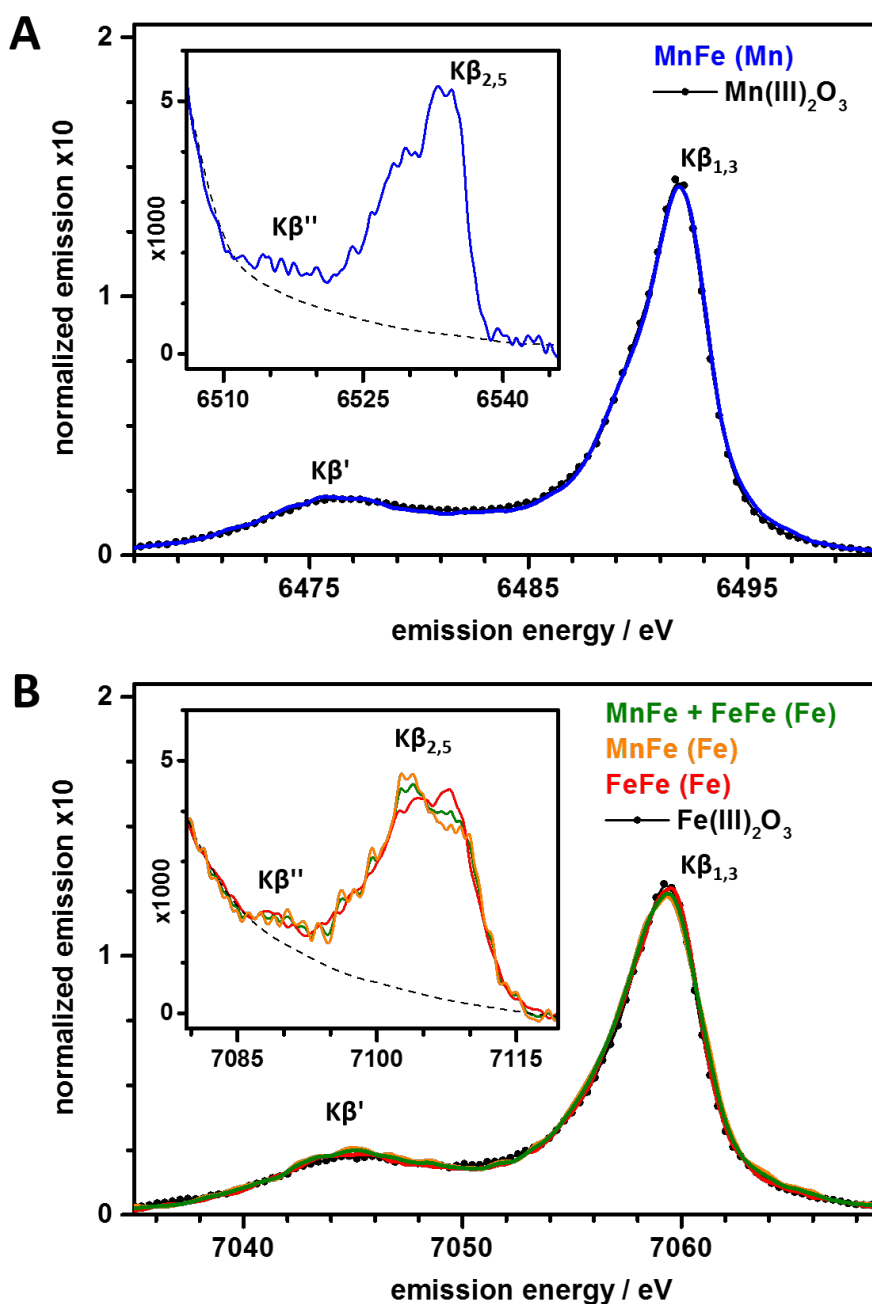 A
2
1
0
normalized emission x10
MnFe (Mn)
Mn(III)₂O₃
Kβ₁,₃
Kβ'
6475
6485
6495
emission energy / eV
5
0
x1000
Kβ''
Kβ₂,₅
6510
6525
6540
B
2
1
0
normalized emission x10
MnFe + FeFe (Fe)
MnFe (Fe)
FeFe (Fe)
Fe(III)₂O₃
Kβ₁,₃
Kβ'
7040
7050
7060
emission energy / eV
5
0
x1000
Kβ''
Kβ₂,₅
7085
7100
7115